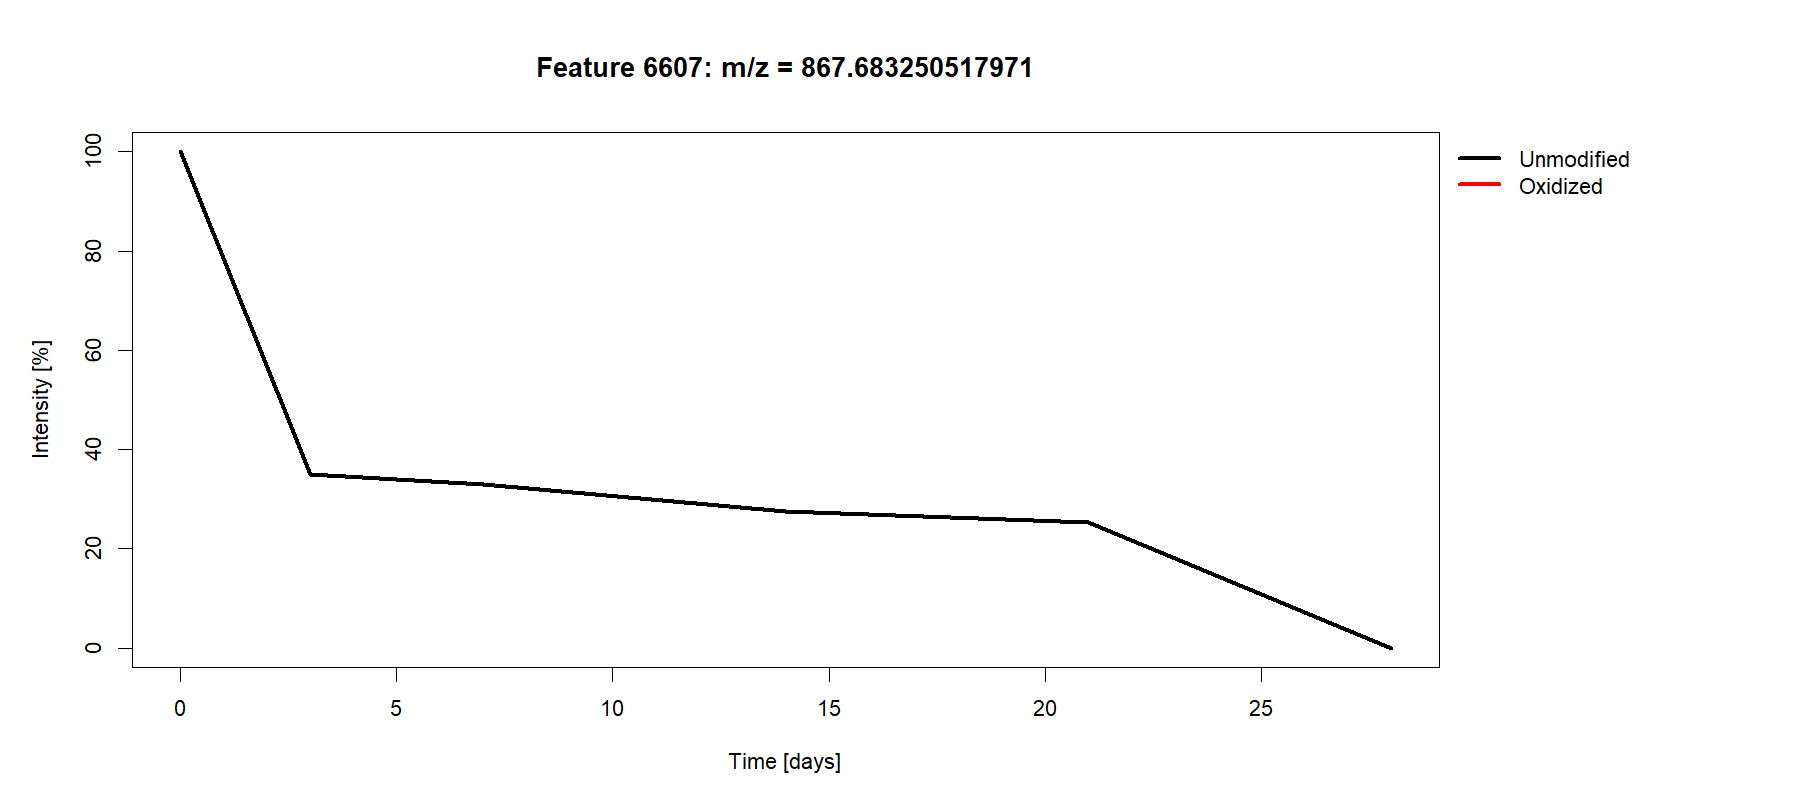 Feature 6607: m/z = 867.683250517971
Unmodified
Oxidized
Intensity [%]
100
80
60
40
20
0
0 5 10 15 20 25
Time [days]